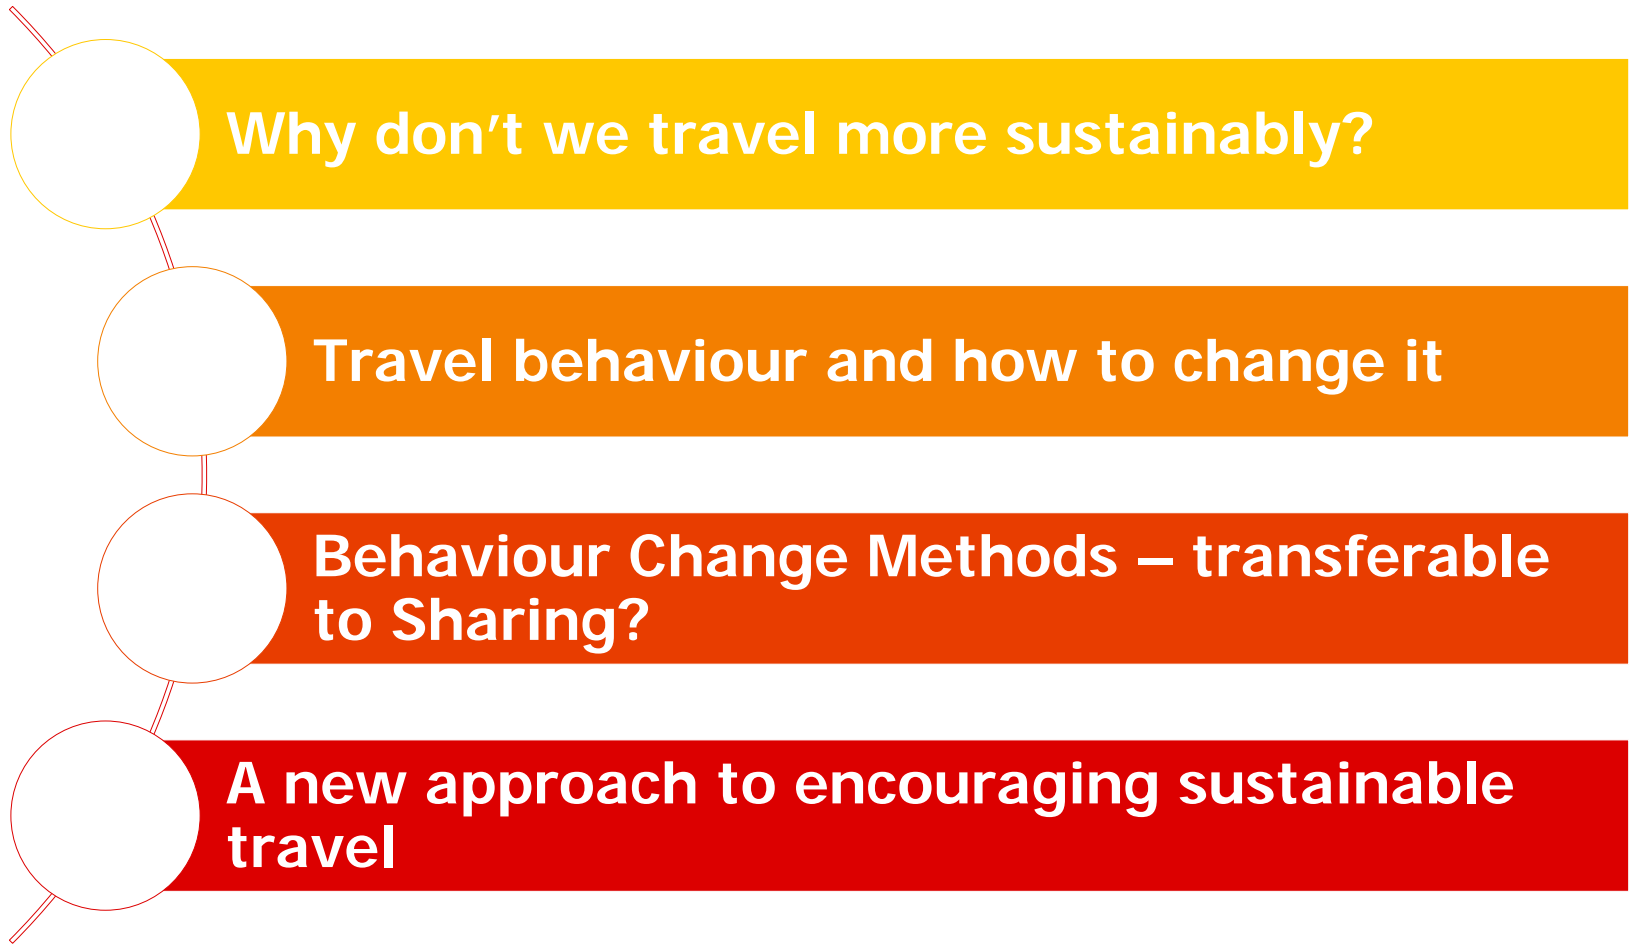 Why don’t we travel more sustainably?
Travel behaviour and how to change it
Behaviour Change Methods – transferable
to Sharing?
A new approach to encouraging sustainable
travel